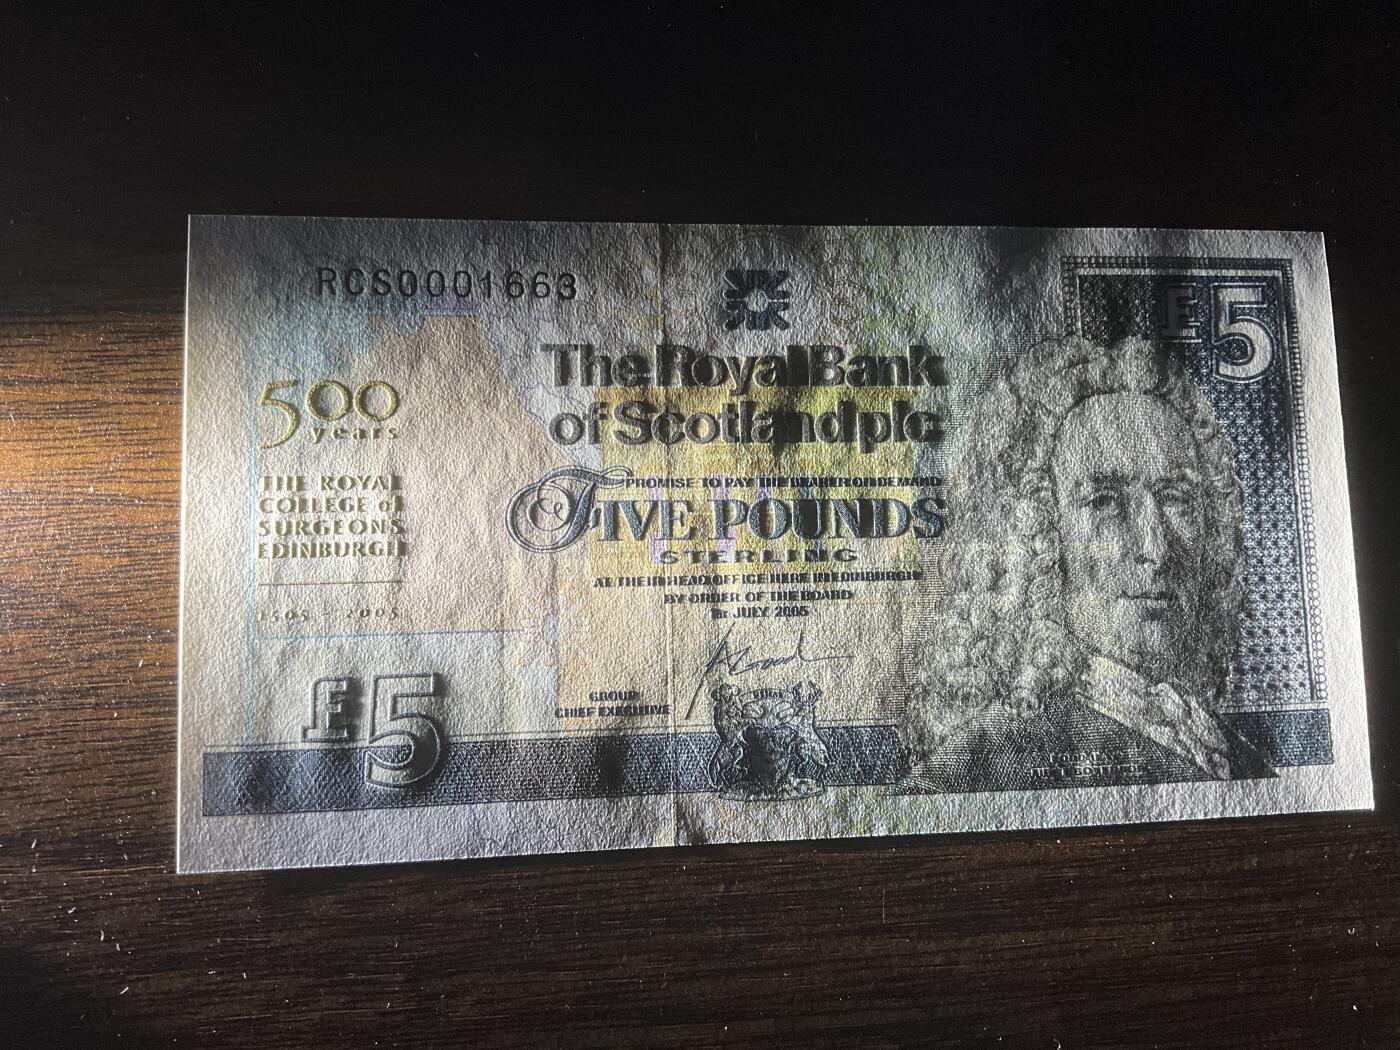 RCS0001663
500
years
THE ROYAL
COLLEGE of
SURGEONS
EDINBURGH
1505 - 2005
The Royal Bank
of Scotland plc
PROMISE TO PAY THE BEARER ON DEMAND
FIVE POUNDS
STERLING
AT THEIR HEAD OFFICE HERE IN EDINBURGH
BY ORDER OF THE BOARD
1st JULY 2005
GROUP
CHIEF EXECUTIVE
£5
£5